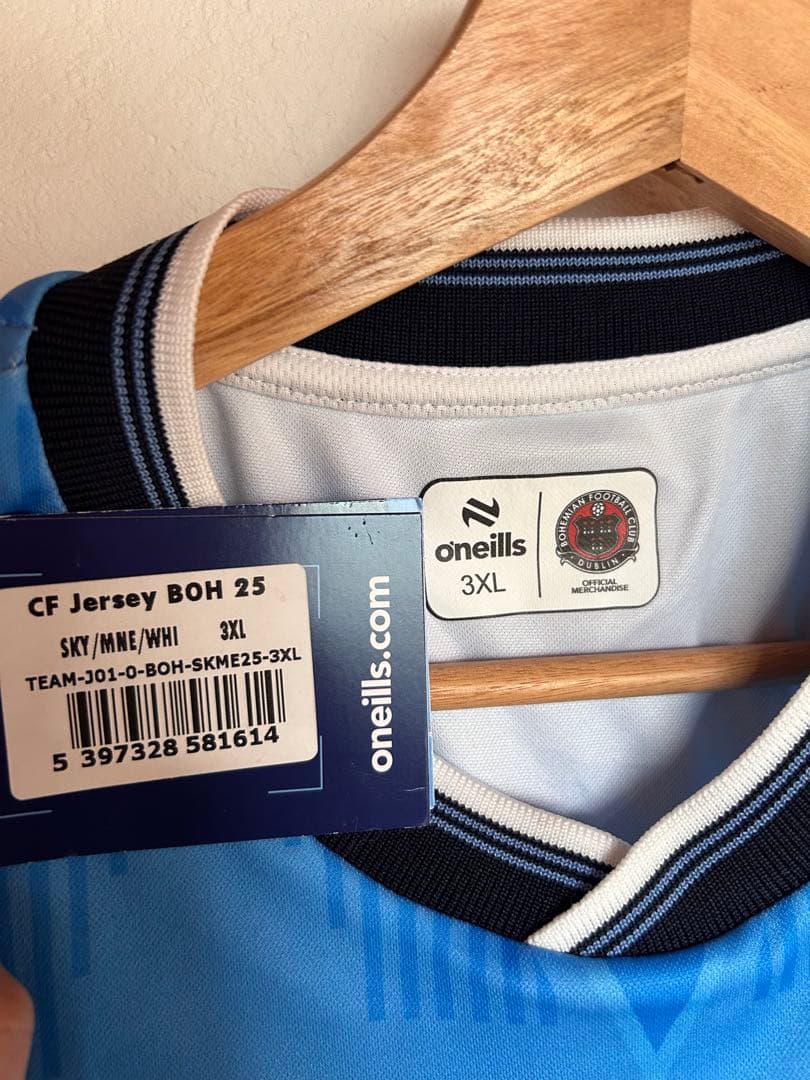 CF Jersey BOH 25
SKY/MNE/WHI 3XL
TEAM-J01-0-BOH-SKME25-3XL
5 397328 581614
oneills.com
o'neills
3XL
BOHEMIAN FOOTBALL CLUB
DUBLIN
OFFICIAL
MERCHANDISE